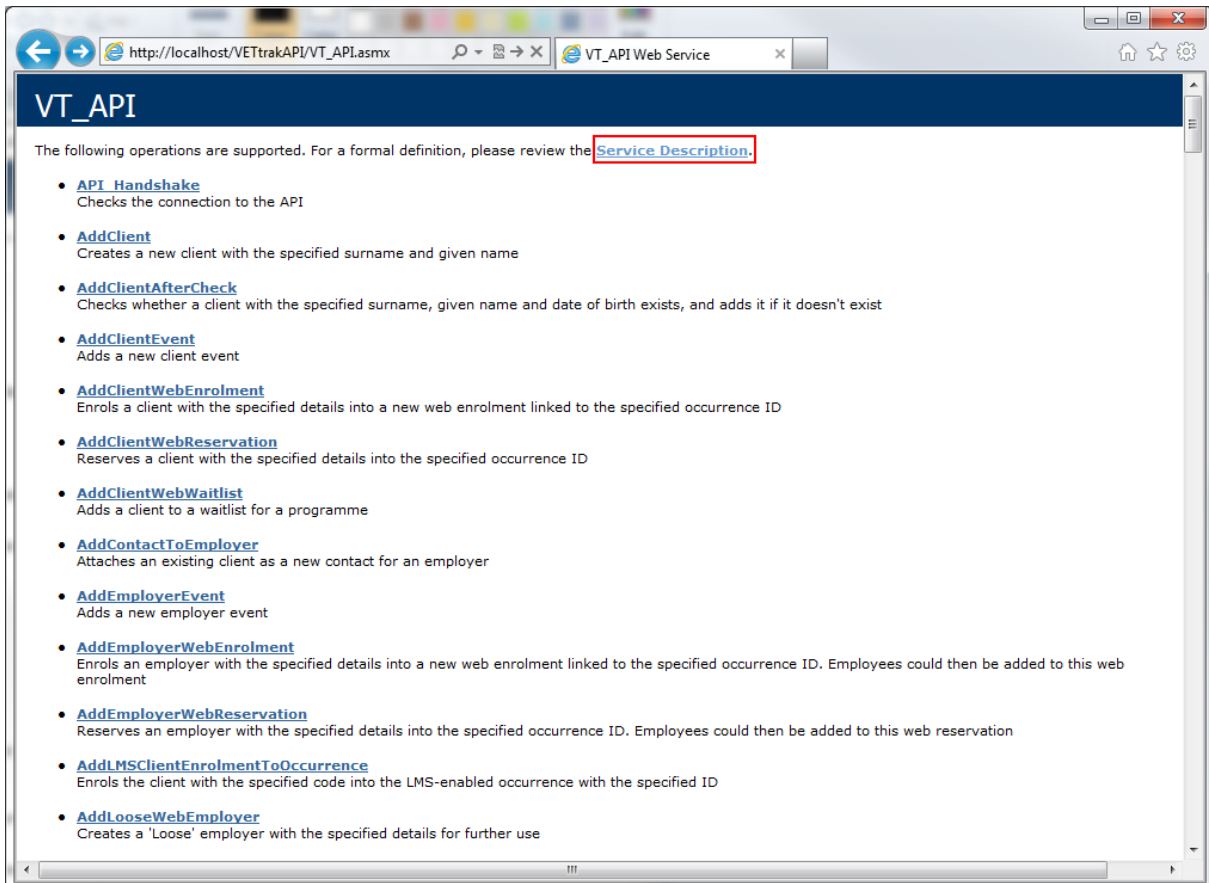 http://localhost/VETtrakAPI/VT_API.asmx
VT_API Web Service
VT_API
The following operations are supported. For a formal definition, please review the Service Description.
API_Handshake
Checks the connection to the API
AddClient
Creates a new client with the specified surname and given name
AddClientAfterCheck
Checks whether a client with the specified surname, given name and date of birth exists, and adds it if it doesn't exist
AddClientEvent
Adds a new client event
AddClientWebEnrolment
Enrols a client with the specified details into a new web enrolment linked to the specified occurrence ID
AddClientWebReservation
Reserves a client with the specified details into the specified occurrence ID
AddClientWebWaitlist
Adds a client to a waitlist for a programme
AddContactToEmployer
Attaches an existing client as a new contact for an employer
AddEmployerEvent
Adds a new employer event
AddEmployerWebEnrolment
Enrols an employer with the specified details into a new web enrolment linked to the specified occurrence ID. Employees could then be added to this web
enrolment
AddEmployerWebReservation
Reserves an employer with the specified details into the specified occurrence ID. Employees could then be added to this web reservation
AddLMSClientEnrolmentToOccurrence
Enrols the client with the specified code into the LMS-enabled occurrence with the specified ID
AddLooseWebEmployer
Creates a 'Loose' employer with the specified details for further use